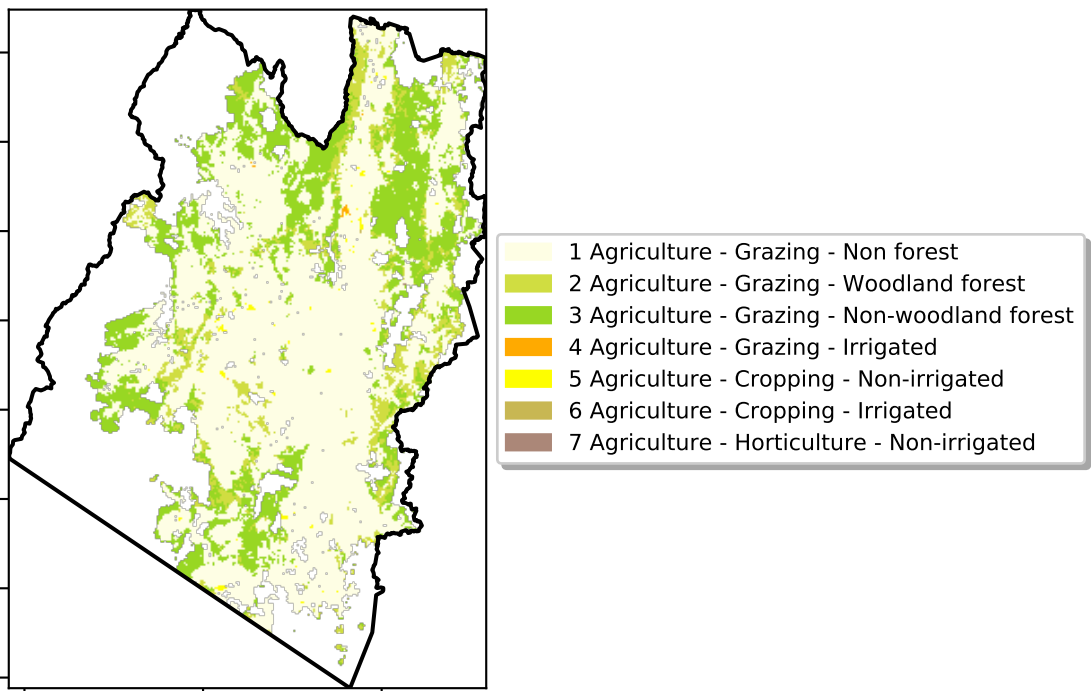 1 Agriculture - Grazing - Non forest
2 Agriculture - Grazing - Woodland forest
3 Agriculture - Grazing - Non-woodland forest
4 Agriculture - Grazing - Irrigated
5 Agriculture - Cropping - Non-irrigated
6 Agriculture - Cropping - Irrigated
7 Agriculture - Horticulture - Non-irrigated